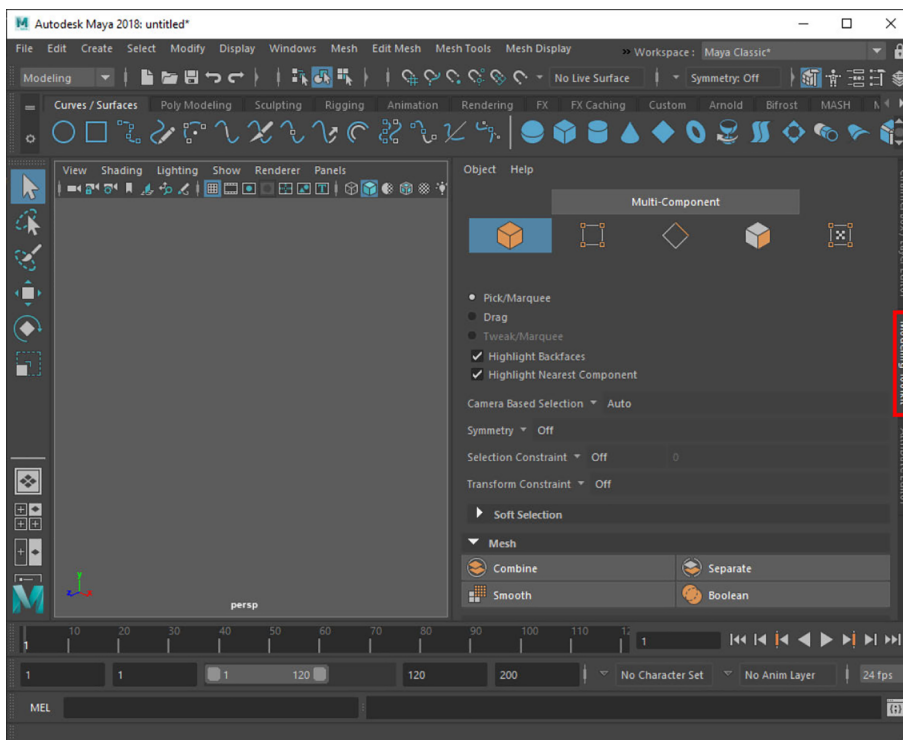 Autodesk Maya 2018: untitled*
File Edit Create Select Modify Display Windows Mesh Edit Mesh Mesh Tools Mesh Display » Workspace : Maya Classic*
Modeling No Live Surface Symmetry: Off
Curves / Surfaces Poly Modeling Sculpting Rigging Animation Rendering FX FX Caching Custom Arnold Bifrost MASH
View Shading Lighting Show Renderer Panels
Object Help
Multi-Component
Pick/Marquee
Drag
Tweak/Marquee
Highlight Backfaces
Highlight Nearest Component
Camera Based Selection Auto
Symmetry Off
Selection Constraint Off 0
Transform Constraint Off
Soft Selection
Mesh
Combine Separate
Smooth Boolean
Modeling Toolkit
y
persp
1 10 20 30 40 50 60 70 80 90 100 110 12 1
1 1 1 120 120 200 No Character Set No Anim Layer 24 fps
MEL